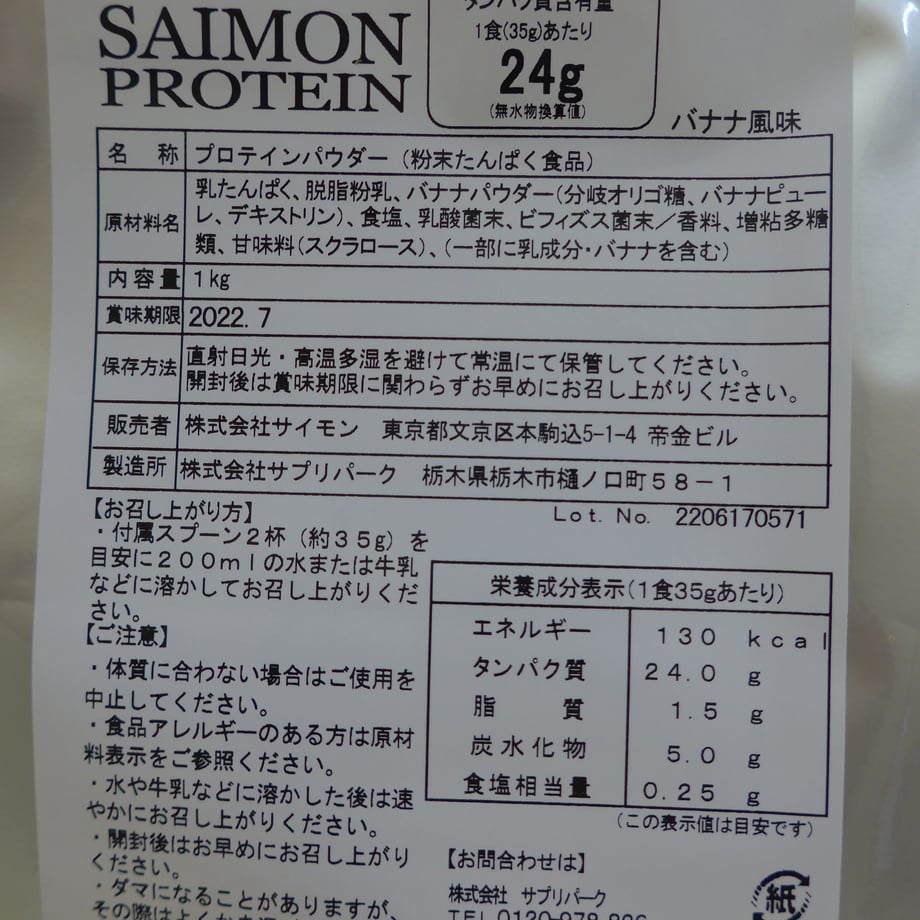 SAIMON
PROTEIN
タンパク質含有量
1食(35g)あたり
24g
(無水物換算値)
バナナ風味
名 称 プロテインパウダー（粉末たんぱく食品）
原材料名 乳たんぱく、脱脂粉乳、バナナパウダー(分岐オリゴ糖、バナナピュー
レ、デキストリン)、食塩、乳酸菌末、ビフィズス菌末／香料、増粘多糖
類、甘味料(スクラロース)、(一部に乳成分・バナナを含む)
内容量 1kg
賞味期限 2022.7
保存方法 直射日光・高温多湿を避けて常温にて保管してください。
開封後は賞味期限に関わらずお早めにお召し上がりください。
販売者 株式会社サイモン 東京都文京区本駒込5-1-4 帝金ビル
製造所 株式会社サプリパーク 栃木県栃木市樋ノ口町５８－１
Lot. No. 2206170571
【お召し上がり方】
・付属スプーン２杯（約３５g）を
目安に２００ｍｌの水または牛乳
などに溶かしてお召し上がりくだ
さい。
【ご注意】
・体質に合わない場合はご使用を
中止してください。
・食品アレルギーのある方は原材
料表示をご参照ください。
・水や牛乳などに溶かした後は速
やかにお召し上がりください。
・開封後はお早めにお召し上がり
ください。
・ダマになることがありますが、
栄養成分表示(1食35gあたり)
エネルギー 130 kcal
タンパク質 24.0 g
脂 質 1.5 g
炭水化物 5.0 g
食塩相当量 0.25 g
(この表示値は目安です)
【お問合わせは】
株式会社 サプリパーク
TEL 0120-978-
紙